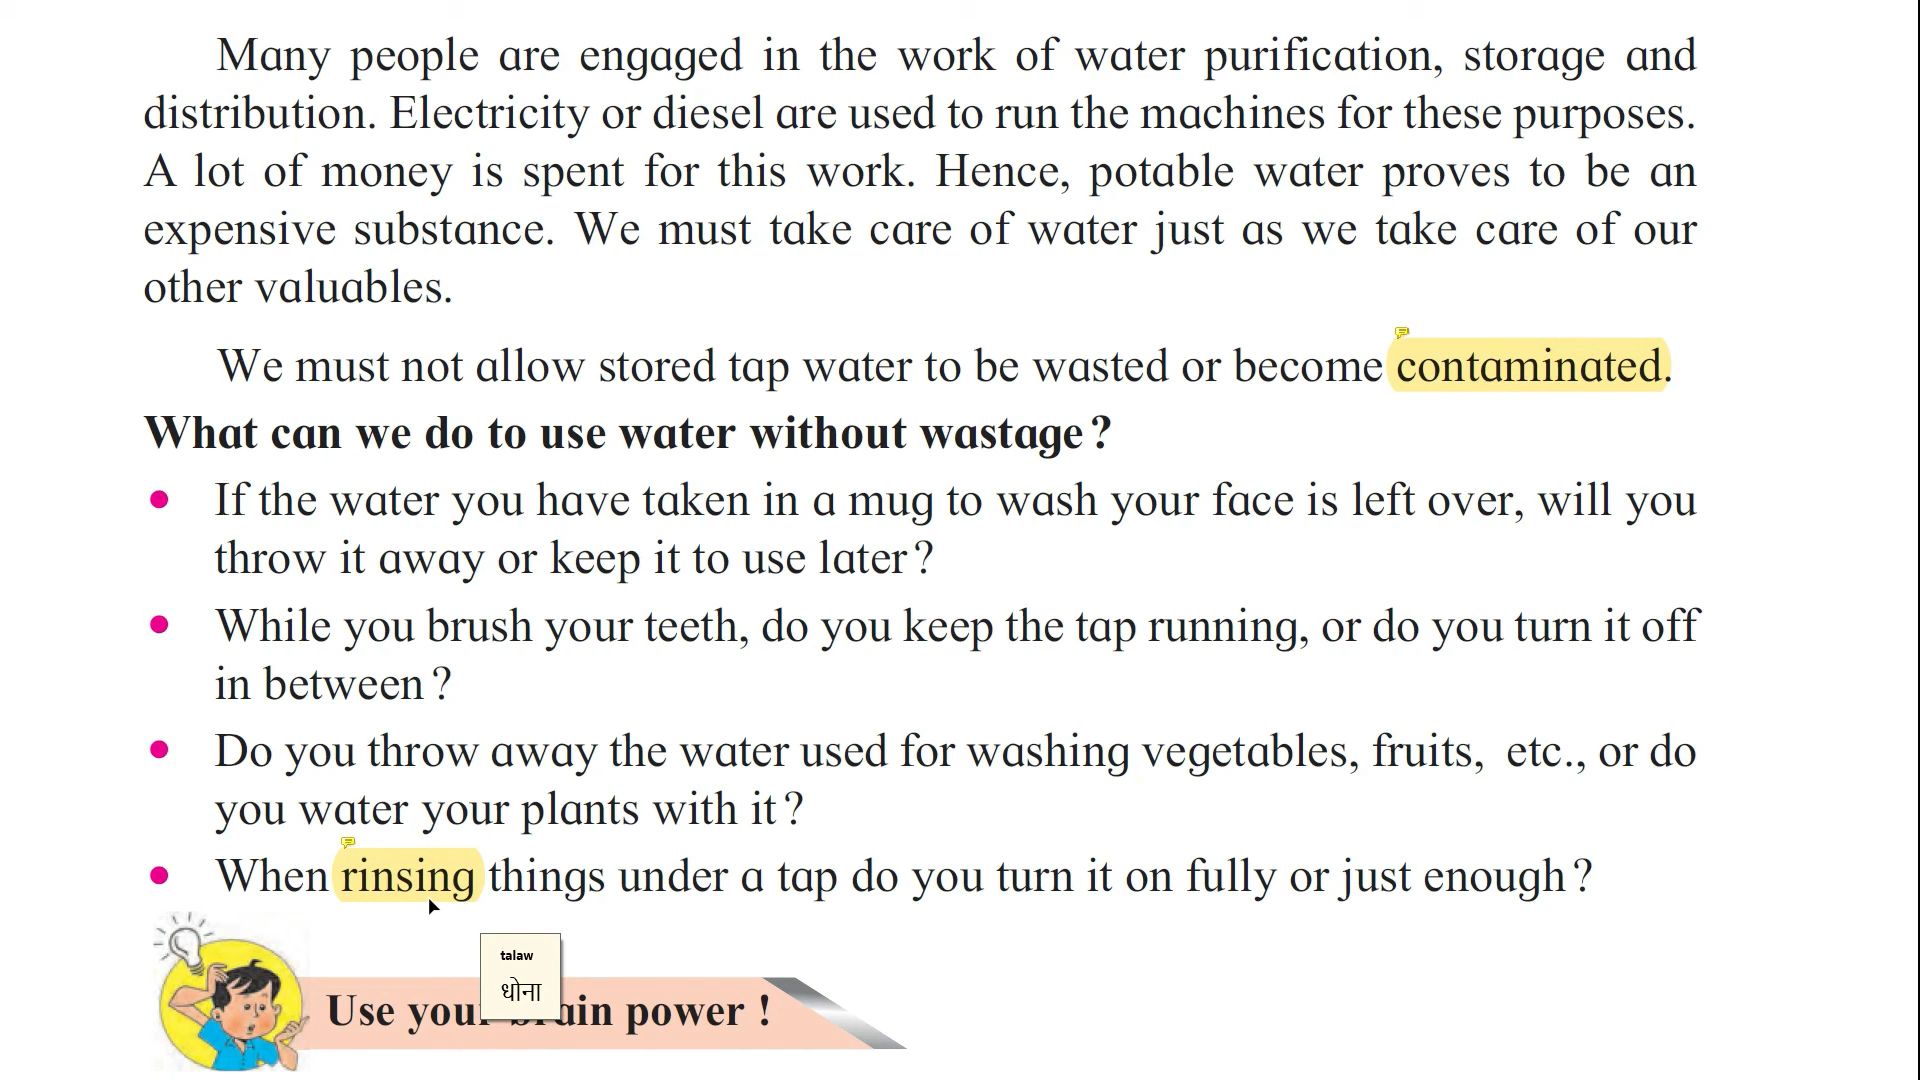 Many people are engaged in the work of water purification, storage and
distribution. Electricity or diesel are used to run the machines for these purposes.
A lot of money is spent for this work. Hence, potable water proves to be an
expensive substance. We must take care of water just as we take care of our
other valuables.
We must not allow stored tap water to be wasted or become contaminated.
What can we do to use water without wastage?
• If the water you have taken in a mug to wash your face is left over, will you
throw it away or keep it to use later?
• While you brush your teeth, do you keep the tap running, or do you turn it off
in between?
• Do you throw away the water used for washing vegetables, fruits, etc., or do
you water your plants with it?
• When rinsing things under a tap do you turn it on fully or just enough?
talaw
धोना
Use power !